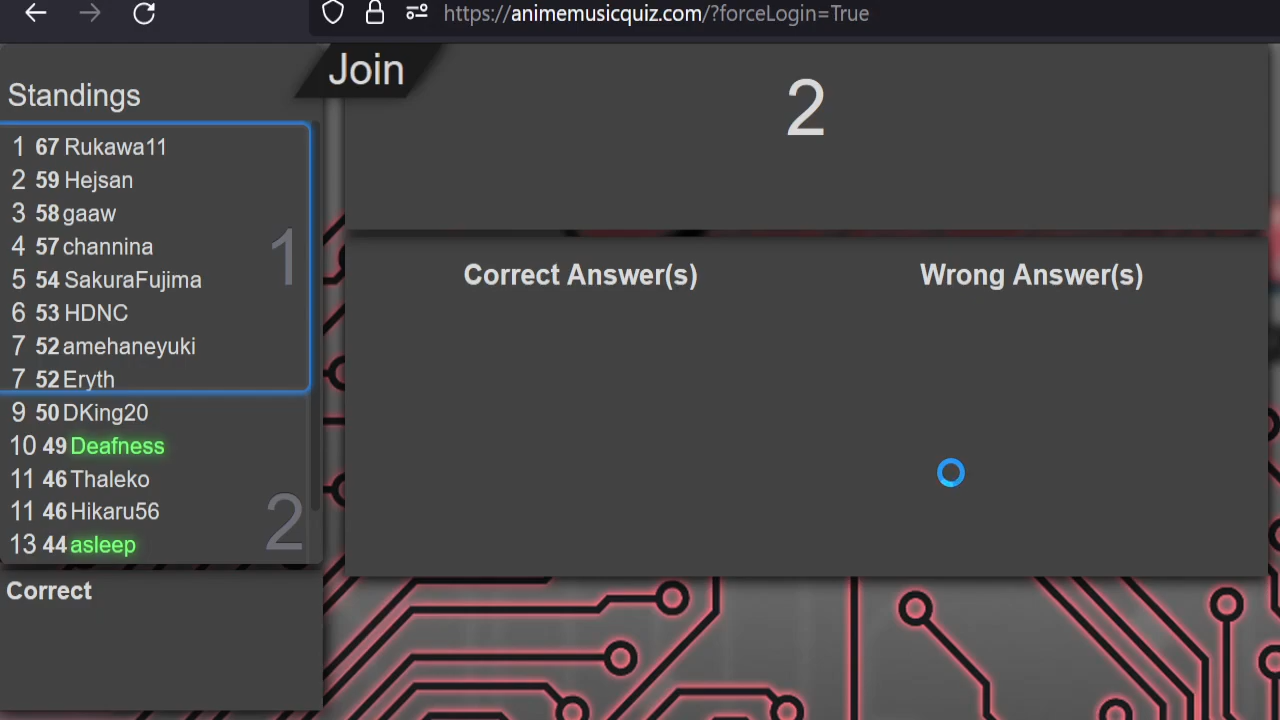 https://animemusicquiz.com/?forceLogin=True
Join
2
Standings
1 67 Rukawa11
2 59 Hejsan
3 58 gaaw
4 57 channina
5 54 SakuraFujima
6 53 HDNC
7 52 amehaneyuki
7 52 Eryth
1
9 50 DKing20
10 49 Deafness
11 46 Thaleko
11 46 Hikaru56
13 44 asleep
2
Correct
Correct Answer(s)
Wrong Answer(s)